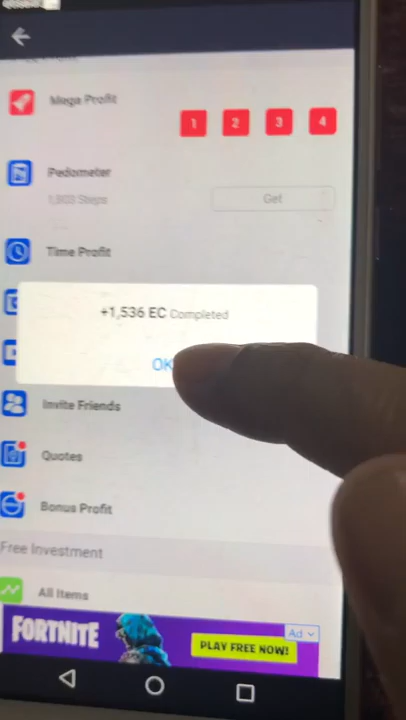 Mega Profit
1 2 3 4
Pedometer
1,803 Steps
Get
Time Profit
+1,536 EC Completed
OK
Invite Friends
Quotes
Bonus Profit
Free Investment
All Items
FORTNITE
PLAY FREE NOW!
Ad